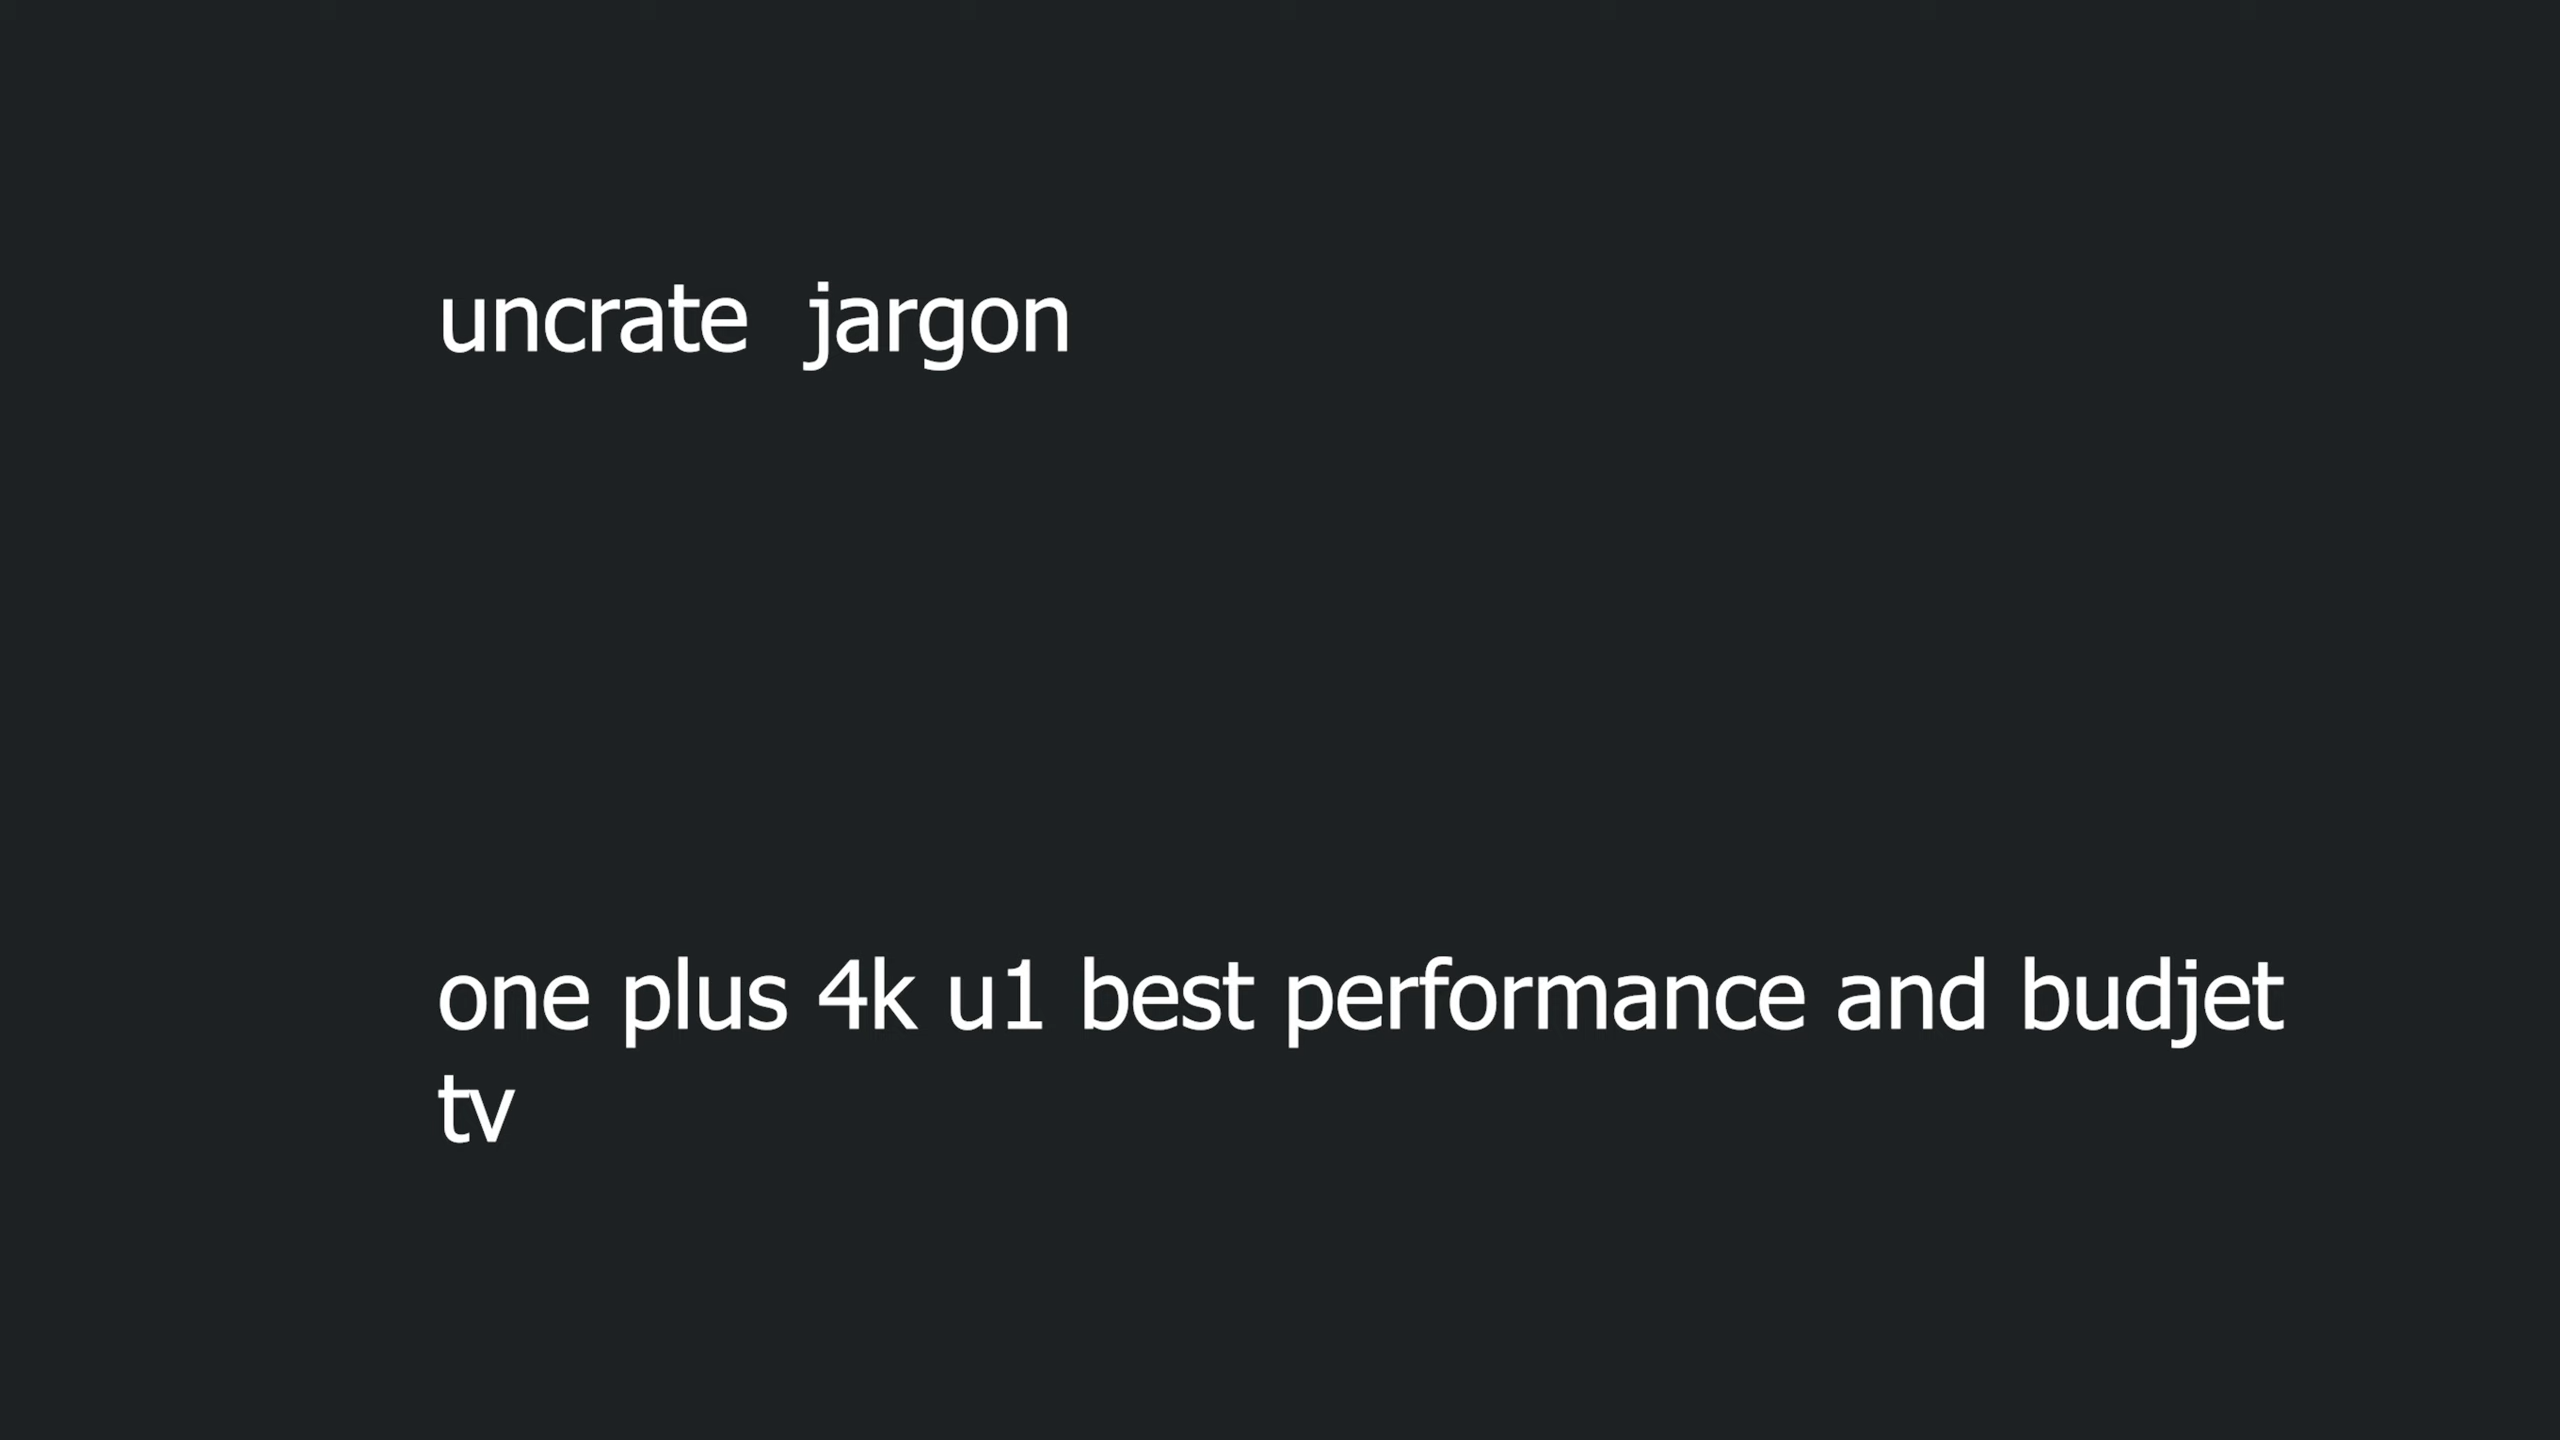 uncrate  jargon
one plus 4k u1 best performance and budjet
tv